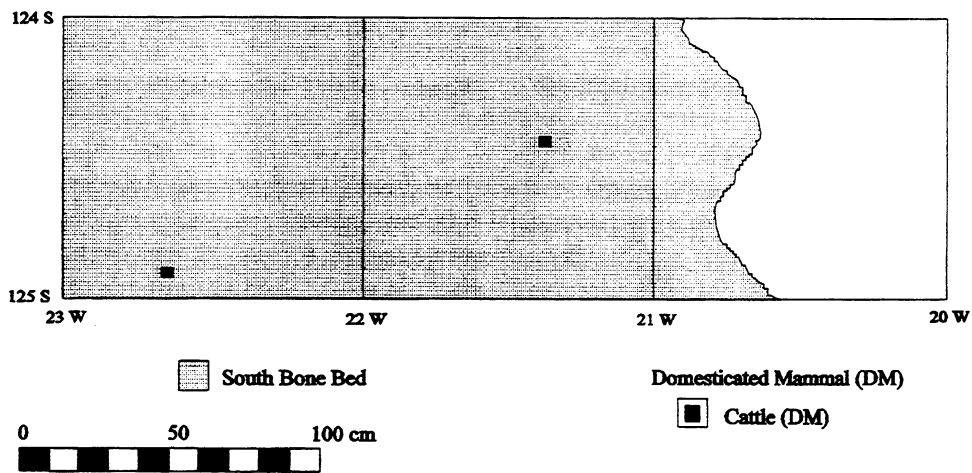 124 S
125 S
23 W 22 W 21 W 20 W
South Bone Bed
Domesticated Mammal (DM)
Cattle (DM)
0 50 100 cm